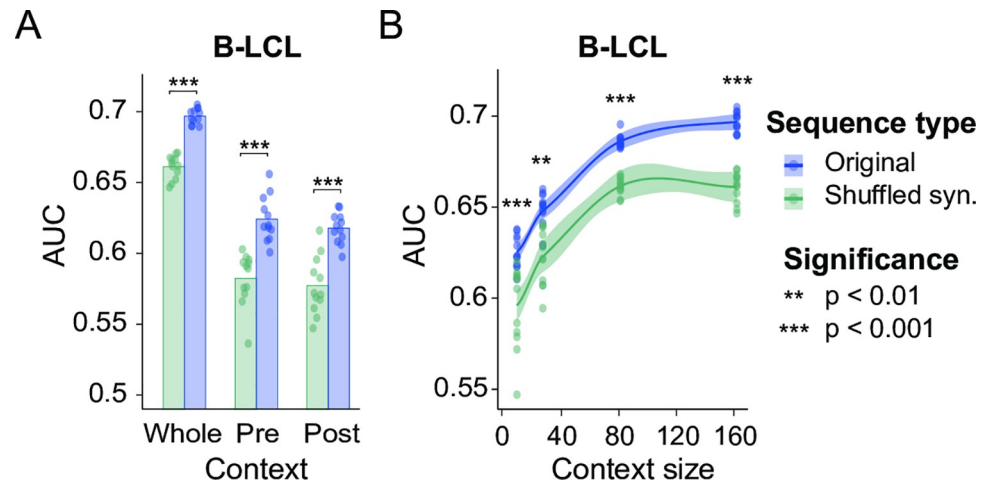 A
B-LCL
***
***
***
0.7
0.65
0.6
0.55
0.5
AUC
Whole Pre Post
Context
B
B-LCL
***
**
***
***
0.7
0.65
0.6
0.55
AUC
0 40 80 120 160
Context size
Sequence type
Original
Shuffled syn.
Significance
** p < 0.01
*** p < 0.001